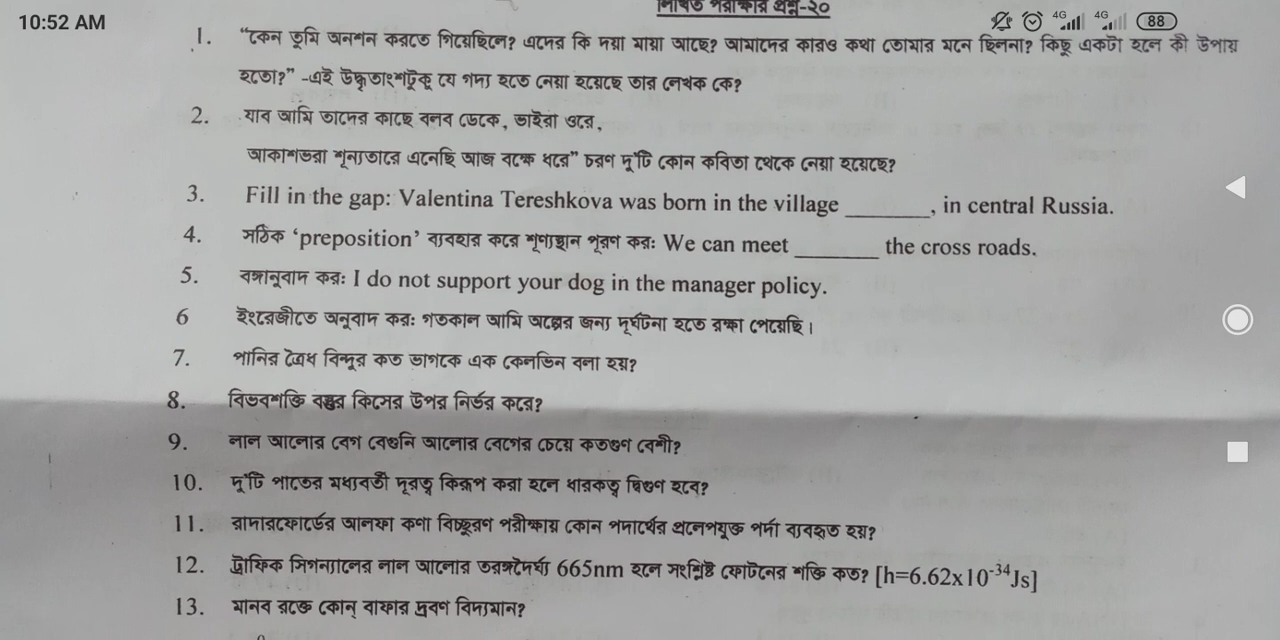 10:52 AM
4G 4G 88
লিখিত পরীক্ষার প্রশ্ন-২০
1. “কেন তুমি অনশন করতে গিয়েছিলে? এদের কি দয়া মায়া আছে? আমাদের কারও কথা তোমার মনে ছিলনা? কিছু একটা হলে কী উপায়
হতো?” -এই উদ্ধৃতাংশটুকু যে গদ্য হতে নেয়া হয়েছে তার লেখক কে?
2. যাব আমি তাদের কাছে বলব ডেকে, ভাইরা ওরে,
আকাশভরা শূন্যতারে এনেছি আজ বক্ষে ধরে” চরণ দু'টি কোন কবিতা থেকে নেয়া হয়েছে?
3. Fill in the gap: Valentina Tereshkova was born in the village ________, in central Russia.
4. সঠিক ‘preposition’ ব্যবহার করে শূণ্যস্থান পূরণ কর: We can meet ________ the cross roads.
5. বঙ্গানুবাদ কর: I do not support your dog in the manager policy.
6 ইংরেজীতে অনুবাদ কর: গতকাল আমি অল্পের জন্য দূর্ঘটনা হতে রক্ষা পেয়েছি।
7. পানির ত্রৈধ বিন্দুর কত ভাগকে এক কেলভিন বলা হয়?
8. বিভবশক্তি বস্তুর কিসের উপর নির্ভর করে?
9. লাল আলোর বেগ বেগুনি আলোর বেগের চেয়ে কতগুণ বেশী?
10. দু'টি পাতের মধ্যবর্তী দূরত্ব কিরূপ করা হলে ধারকত্ব দ্বিগুণ হবে?
11. রাদারফোর্ডের আলফা কণা বিচ্ছুরণ পরীক্ষায় কোন পদার্থের প্রলেপযুক্ত পর্দা ব্যবহৃত হয়?
12. ট্রাফিক সিগন্যালের লাল আলোর তরঙ্গদৈর্ঘ্য 665nm হলে সংশ্লিষ্ট ফোটনের শক্তি কত? [h=6.62x10⁻³⁴Js]
13. মানব রক্তে কোন্ বাফার দ্রবণ বিদ্যমান?